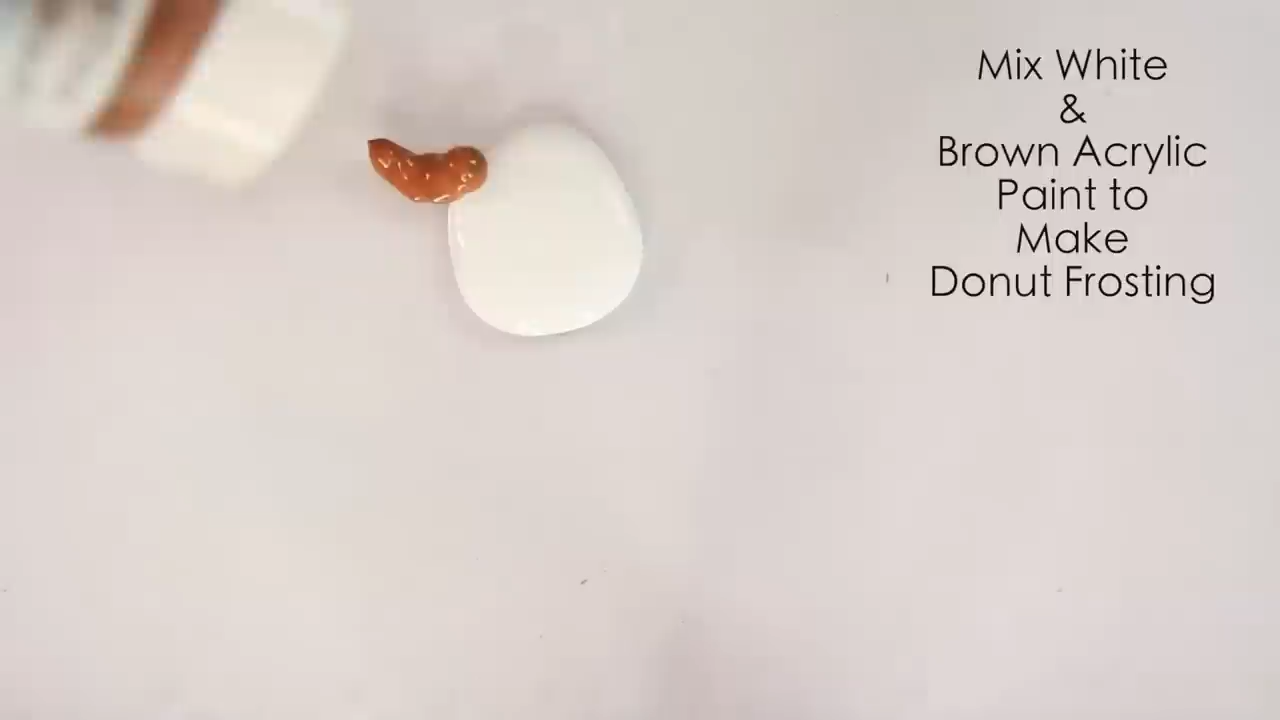 Mix White
&
Brown Acrylic
Paint to
Make
Donut Frosting